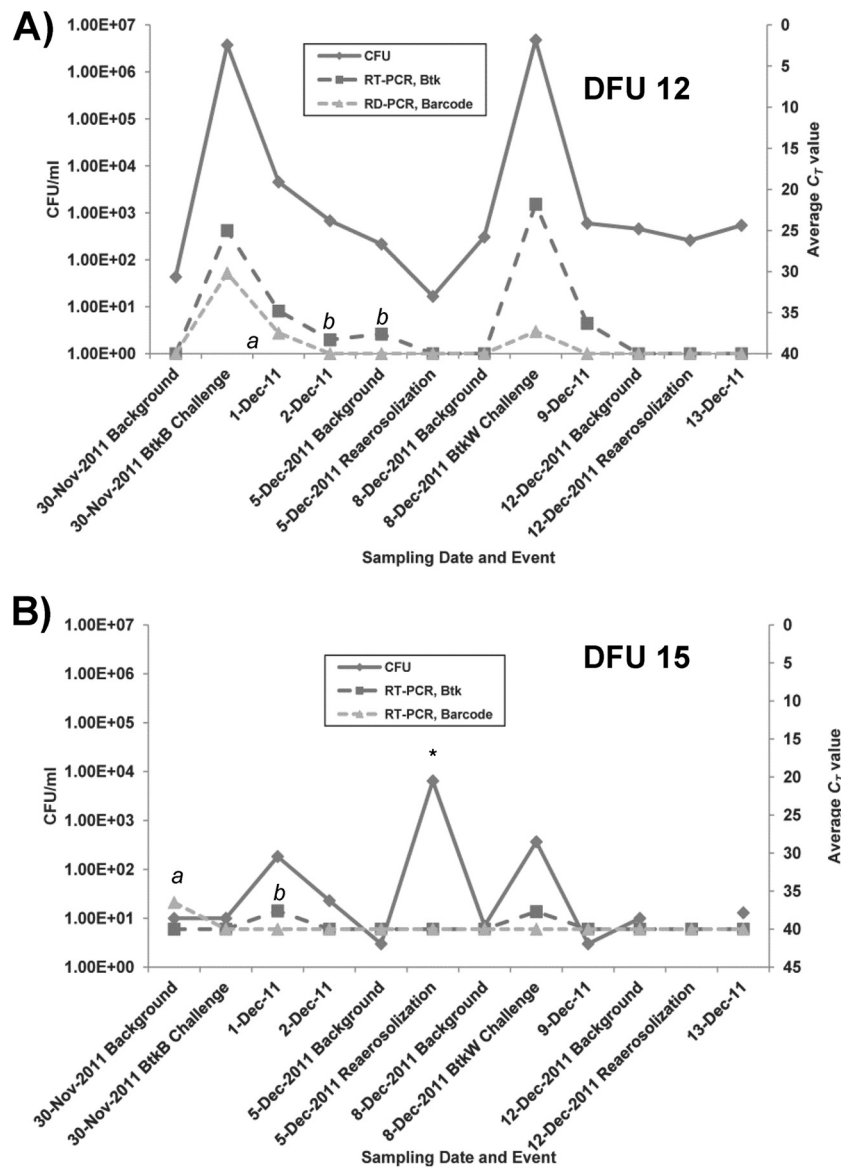 A)
DFU 12
CFU
RT-PCR, Btk
RD-PCR, Barcode
CFU/ml
1.00E+07
1.00E+06
1.00E+05
1.00E+04
1.00E+03
1.00E+02
1.00E+01
1.00E+00
Average CT value
0
5
10
15
20
25
30
35
40
a
b
b
30-Nov-2011 Background
30-Nov-2011 BtkB Challenge
1-Dec-11
2-Dec-11
5-Dec-2011 Background
5-Dec-2011 Reaerosolization
8-Dec-2011 Background
8-Dec-2011 BtkW Challenge
9-Dec-11
12-Dec-2011 Background
12-Dec-2011 Reaerosolization
13-Dec-11
Sampling Date and Event
B)
DFU 15
CFU
RT-PCR, Btk
RT-PCR, Barcode
CFU/ml
1.00E+07
1.00E+06
1.00E+05
1.00E+04
1.00E+03
1.00E+02
1.00E+01
1.00E+00
Average CT value
0
5
10
15
20
25
30
35
40
45
*
a
b
30-Nov-2011 Background
30-Nov-2011 BtkB Challenge
1-Dec-11
2-Dec-11
5-Dec-2011 Background
5-Dec-2011 Reaerosolization
8-Dec-2011 Background
8-Dec-2011 BtkW Challenge
9-Dec-11
12-Dec-2011 Background
12-Dec-2011 Reaerosolization
13-Dec-11
Sampling Date and Event